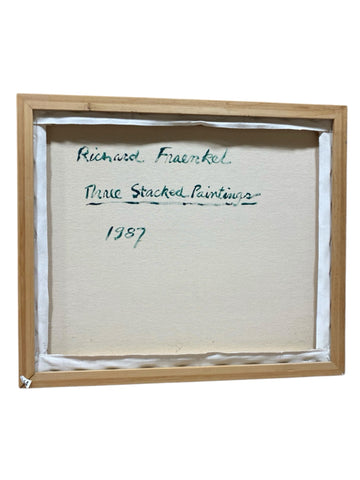 Richard Fraenkel
Three Stacked Paintings
1987